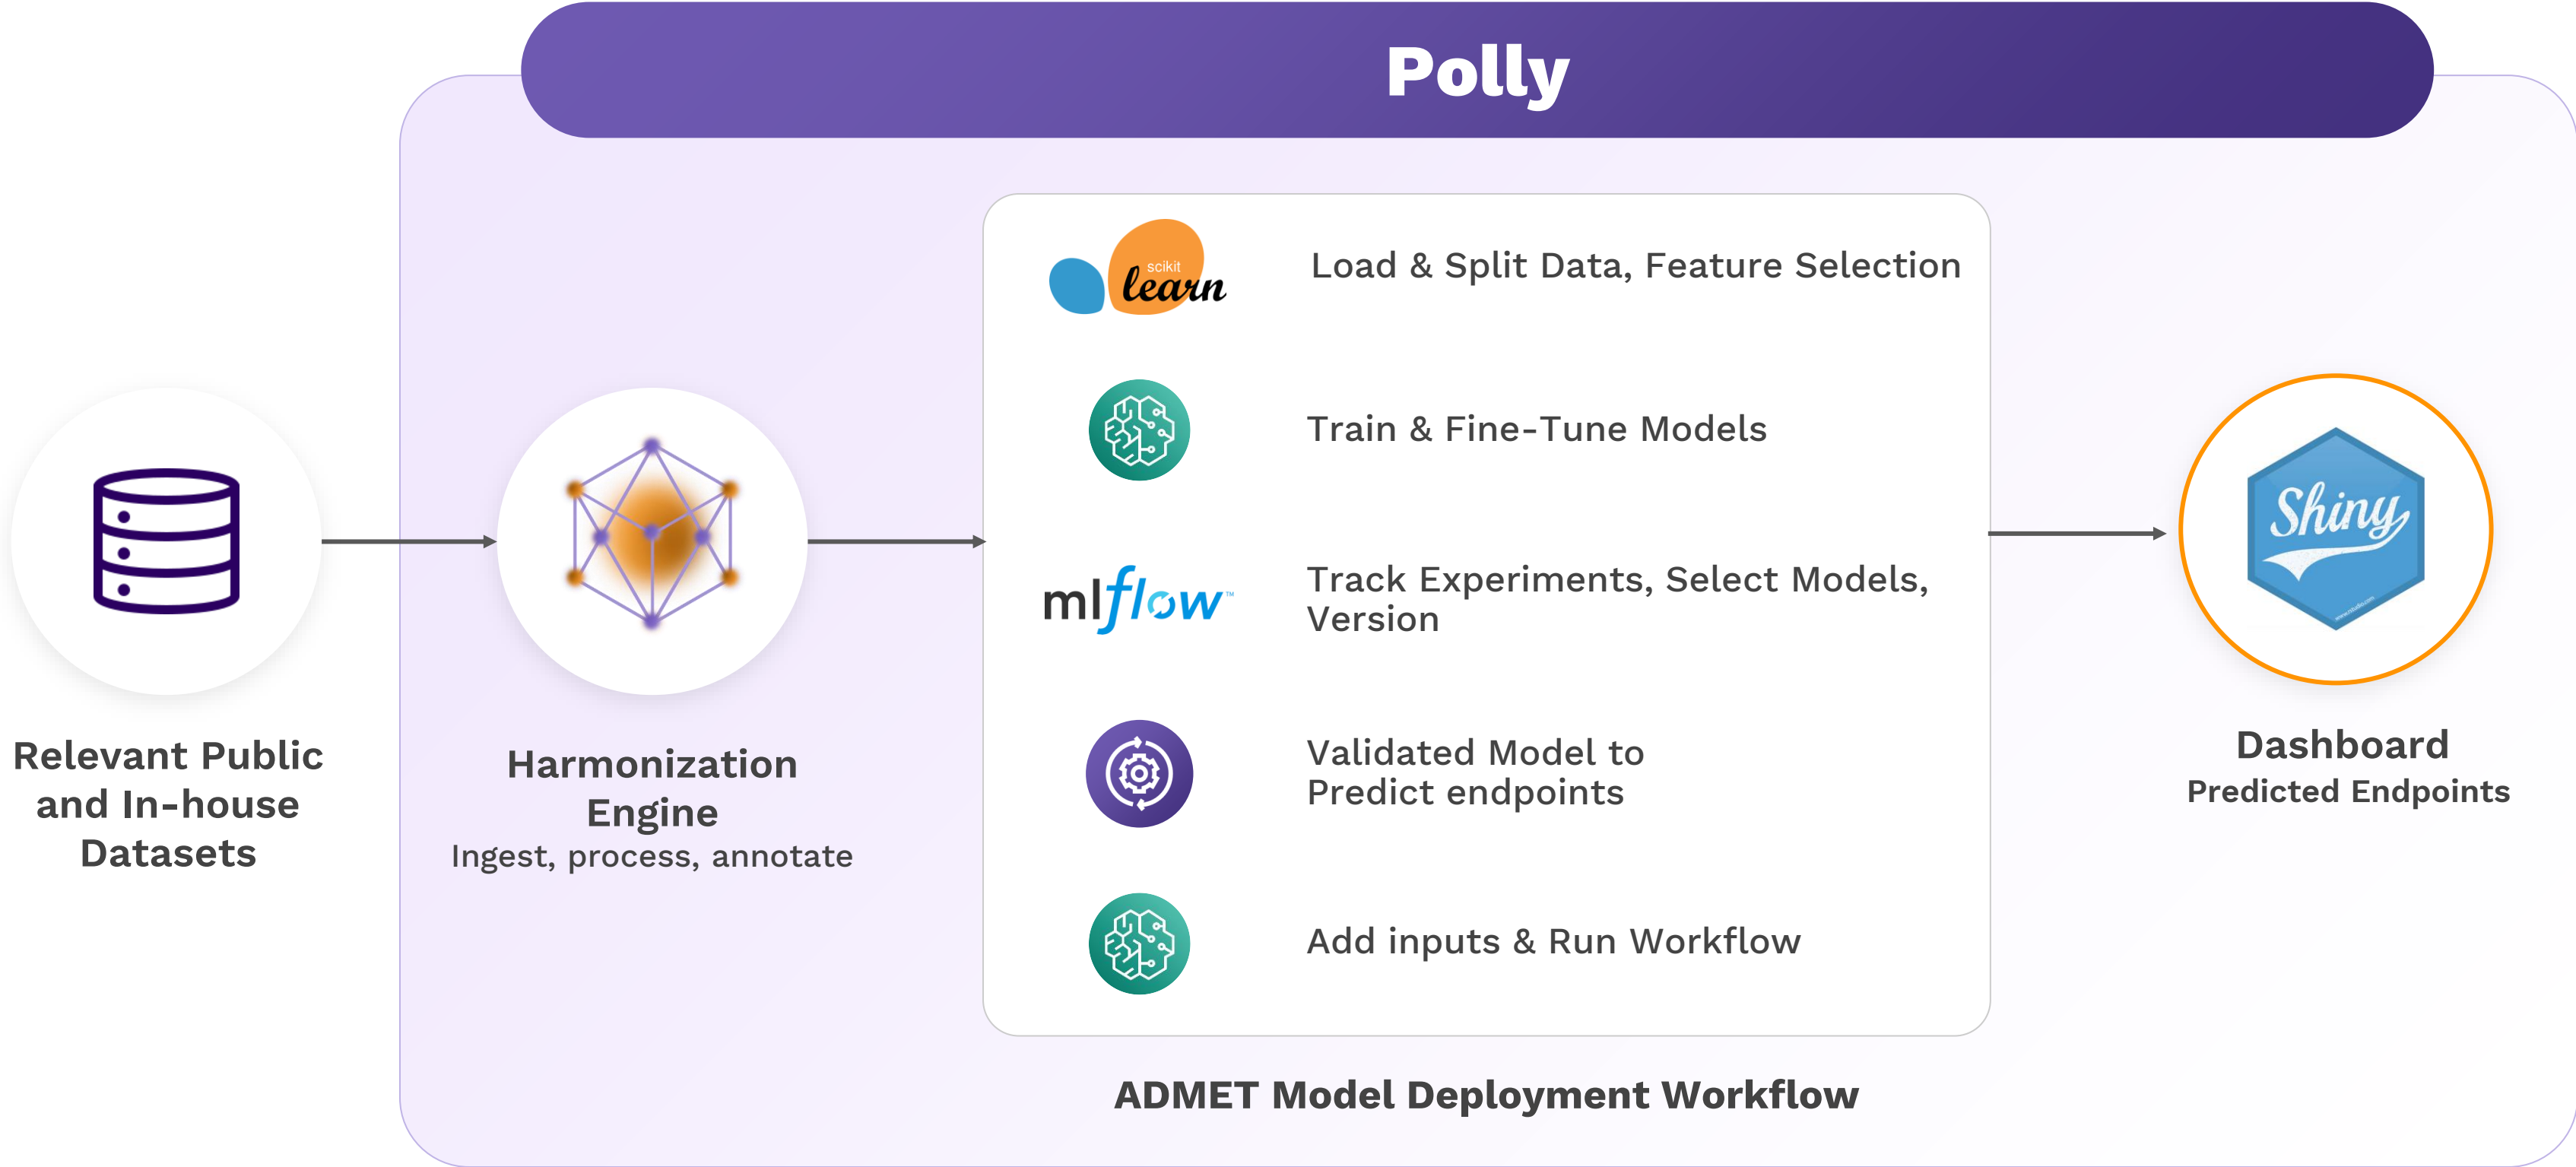 Polly
scikit
learn
Load & Split Data, Feature Selection
Train & Fine-Tune Models
mlflow™
Track Experiments, Select Models,
Version
Validated Model to
Predict endpoints
Add inputs & Run Workflow
ADMET Model Deployment Workflow
Relevant Public
and In-house
Datasets
Harmonization
Engine
Ingest, process, annotate
Shiny
Dashboard
Predicted Endpoints